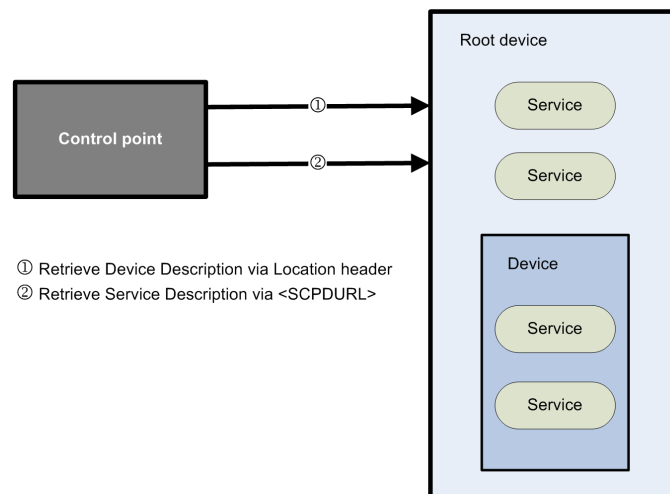 Root device
Service
Control point
①
②
Service
① Retrieve Device Description via Location header
② Retrieve Service Description via <SCPDURL>
Device
Service
Service